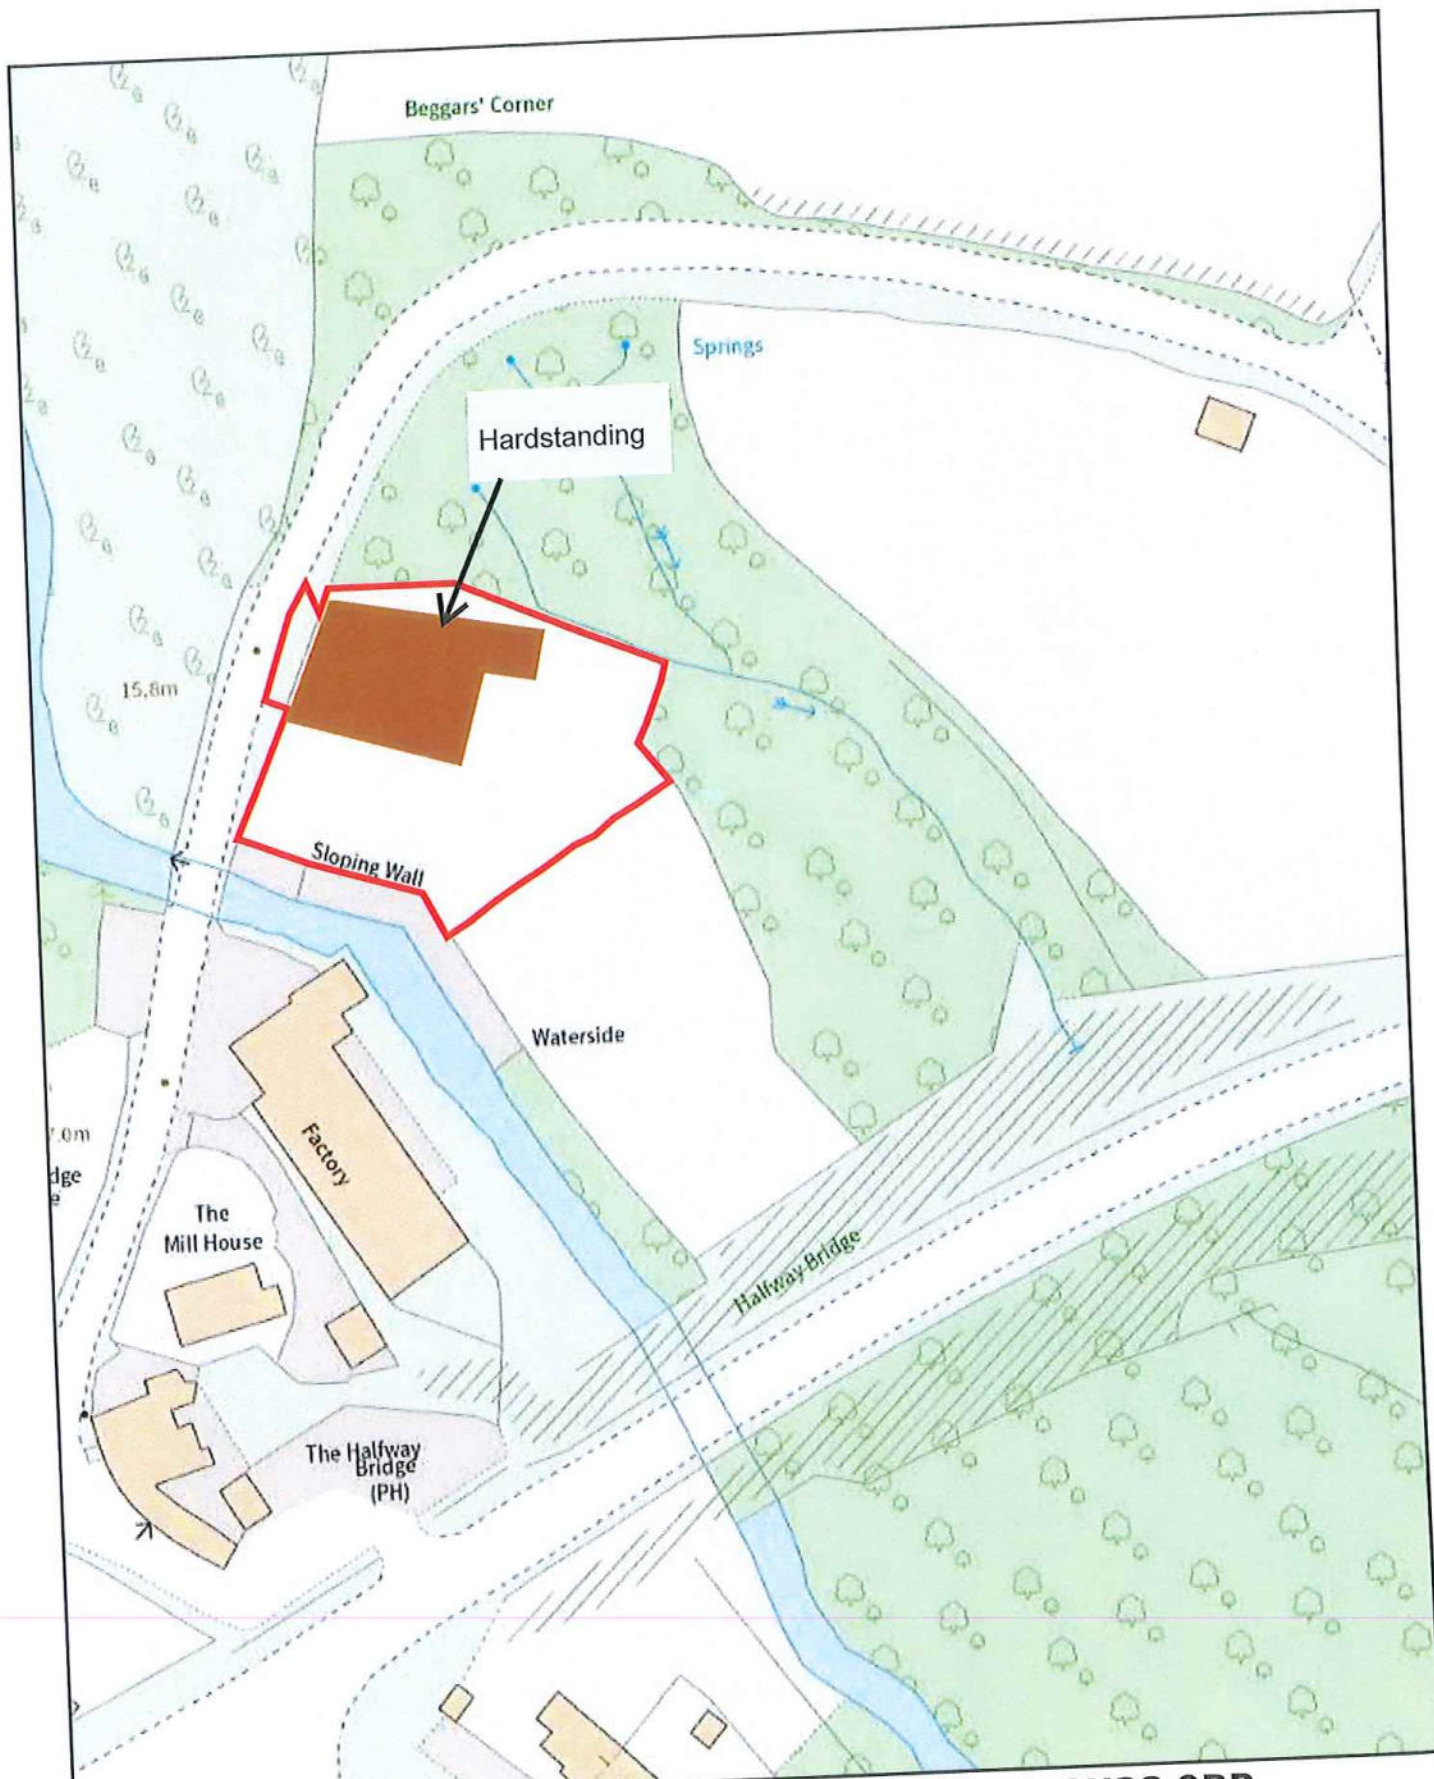 Beggars' Corner
Springs
Hardstanding
15.8m
Sloping Wall
Waterside
Factory
The
Mill House
Halfway Bridge
The Halfway
Bridge
(PH)